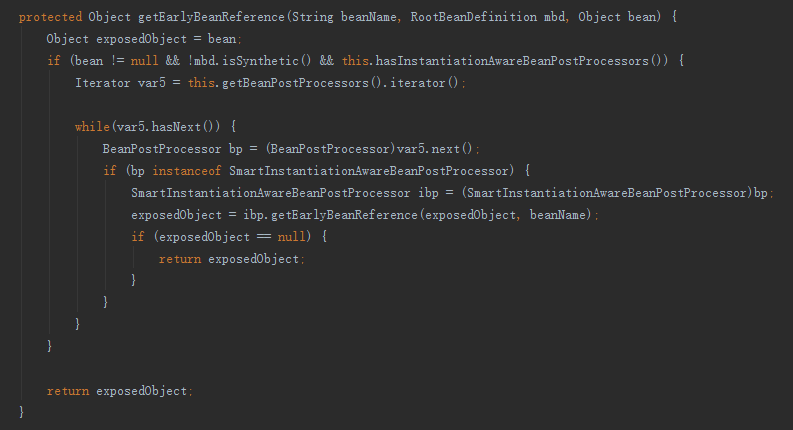 protected Object getEarlyBeanReference(String beanName, RootBeanDefinition mbd, Object bean) {
    Object exposedObject = bean;
    if (bean != null && !mbd.isSynthetic() && this.hasInstantiationAwareBeanPostProcessors()) {
        Iterator var5 = this.getBeanPostProcessors().iterator();

        while(var5.hasNext()) {
            BeanPostProcessor bp = (BeanPostProcessor)var5.next();
            if (bp instanceof SmartInstantiationAwareBeanPostProcessor) {
                SmartInstantiationAwareBeanPostProcessor ibp = (SmartInstantiationAwareBeanPostProcessor)bp;
                exposedObject = ibp.getEarlyBeanReference(exposedObject, beanName);
                if (exposedObject == null) {
                    return exposedObject;
                }
            }
        }
    }

    return exposedObject;
}